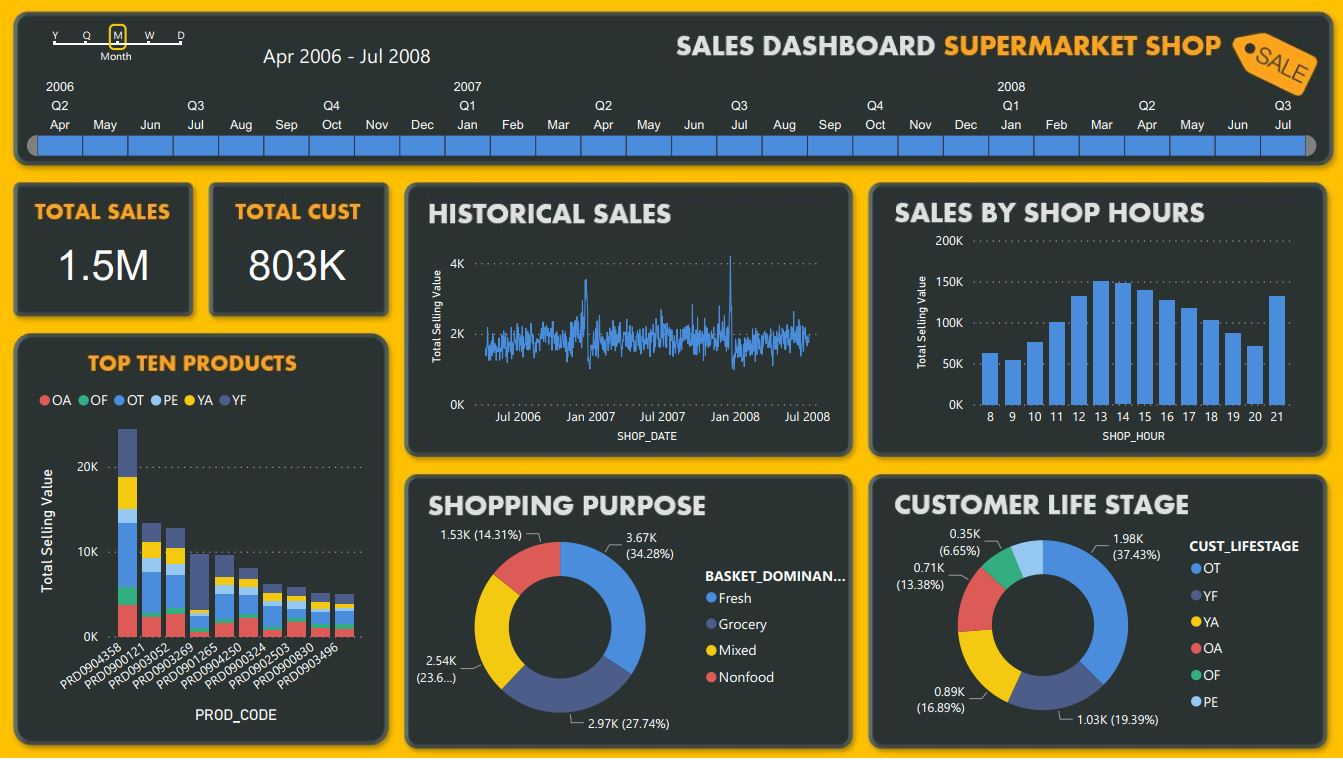 Y Q M W D
Month
Apr 2006 - Jul 2008
SALES DASHBOARD SUPERMARKET SHOP
SALE
2006 2007 2008
Q2 Q3 Q4 Q1 Q2 Q3 Q4 Q1 Q2 Q3
Apr May Jun Jul Aug Sep Oct Nov Dec Jan Feb Mar Apr May Jun Jul Aug Sep Oct Nov Dec Jan Feb Mar Apr May Jun Jul
TOTAL SALES
1.5M
TOTAL CUST
803K
TOP TEN PRODUCTS
OA OF OT PE YA YF
Total Selling Value
20K
10K
0K
PRD0904358
PRD0900121
PRD0903052
PRD0903269
PRD0901265
PRD0904250
PRD0900324
PRD0902503
PRD0900830
PRD0903496
PROD_CODE
HISTORICAL SALES
Total Selling Value
4K
2K
0K
Jul 2006 Jan 2007 Jul 2007 Jan 2008 Jul 2008
SHOP_DATE
SALES BY SHOP HOURS
Total Selling Value
200K
150K
100K
50K
0K
8 9 10 11 12 13 14 15 16 17 18 19 20 21
SHOP_HOUR
SHOPPING PURPOSE
1.53K (14.31%)
3.67K
(34.28%)
2.54K
(23.6...)
2.97K (27.74%)
BASKET_DOMINAN...
Fresh
Grocery
Mixed
Nonfood
CUSTOMER LIFE STAGE
0.35K
(6.65%)
1.98K
(37.43%)
0.71K
(13.38%)
0.89K
(16.89%)
1.03K (19.39%)
CUST_LIFESTAGE
OT
YF
YA
OA
OF
PE